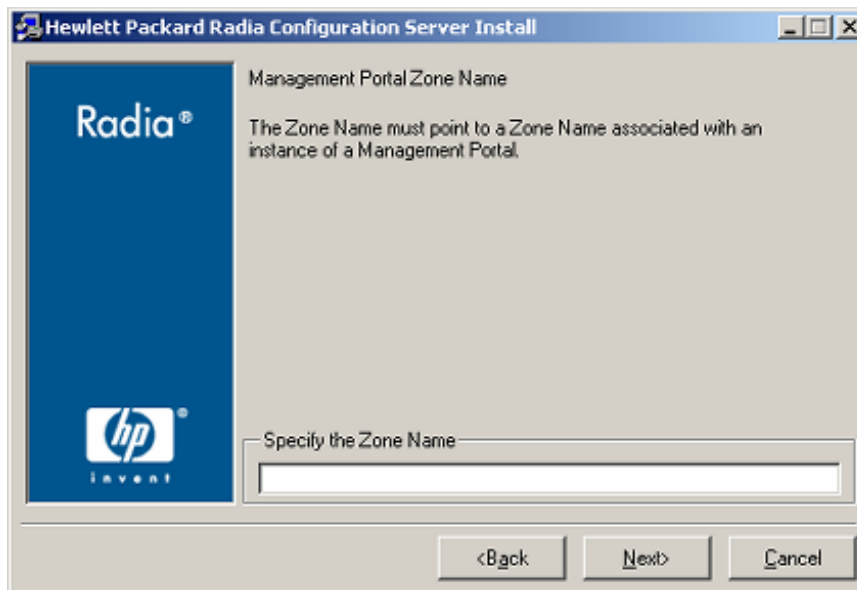 Hewlett Packard Radia Configuration Server Install
Radia®
Management Portal Zone Name
The Zone Name must point to a Zone Name associated with an
instance of a Management Portal.
hp®
invent
Specify the Zone Name
<Back
Next>
Cancel